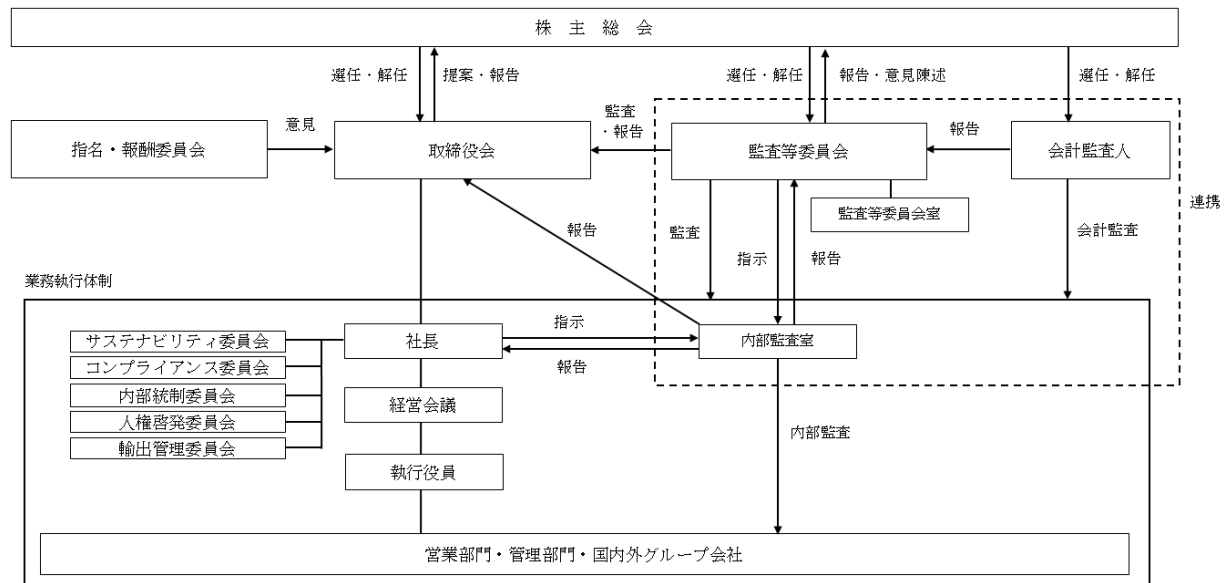 株 主 総 会
選任・解任
提案・報告
選任・解任
報告・意見陳述
選任・解任
指名・報酬委員会
意見
取締役会
監査
・報告
監査等委員会
報告
会計監査人
連携
監査等委員会室
報告
監査
指示
報告
会計監査
業務執行体制
サステナビリティ委員会
コンプライアンス委員会
内部統制委員会
人権啓発委員会
輸出管理委員会
社長
指示
報告
内部監査室
経営会議
内部監査
執行役員
営業部門・管理部門・国内外グループ会社